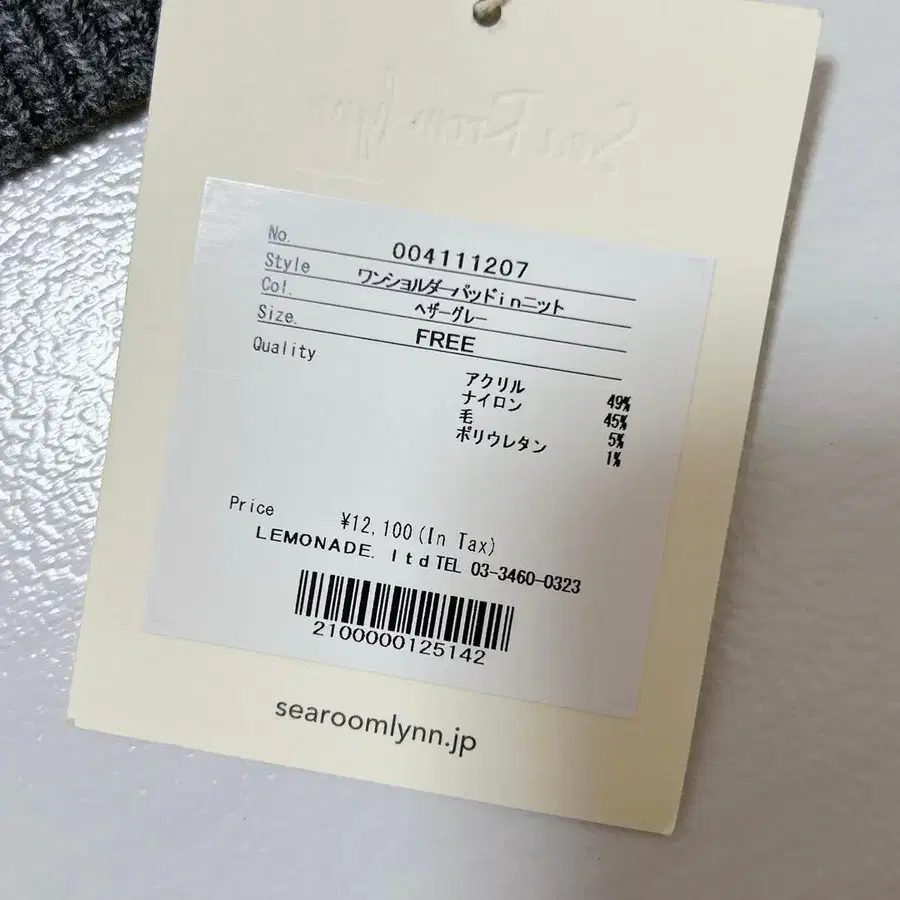 Sea Room lynn
No. 004111207
Style ワンショルダーパッドinニット
Col. ヘザーグレー
Size. FREE
Quality
アクリル 49%
ナイロン 45%
毛 5%
ポリウレタン 1%
Price ¥12,100(In Tax)
LEMONADE. ltd TEL 03-3460-0323
2100000125142
searoomlynn.jp